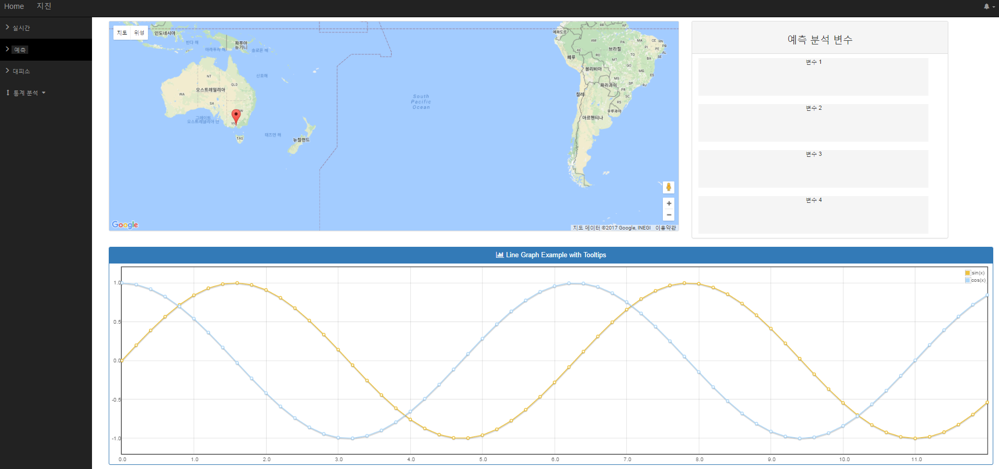 Home 지진
실시간
예측
대피소
통계 분석
지도 위성
인도네시아
반다 해
아라푸라 해
파푸아
뉴기니
솔로몬 해
신호해
NT
QLD
오스트레일리아
WA
SA
그레이트
오스트레일리아 만
VIC
TAS
태즈먼 해
뉴질랜드
South
Pacific
Ocean
에콰도르
RR
AP
AM
PA
MA
CE
RN
PB
PI
PE
AL
SE
AC
RO
TO
BA
브라질
페루
MT
GO
볼리비아
MG
ES
MS
SP
RJ
파라과이
PR
SC
칠레
RS
우루과이
아르헨티나
Google
지도 데이터 ©2017 Google, INEGI 이용약관
예측 분석 변수
변수 1
변수 2
변수 3
변수 4
Line Graph Example with Tooltips
sin(x)
cos(x)
1.0
0.5
0.0
-0.5
-1.0
0.0 1.0 2.0 3.0 4.0 5.0 6.0 7.0 8.0 9.0 10.0 11.0